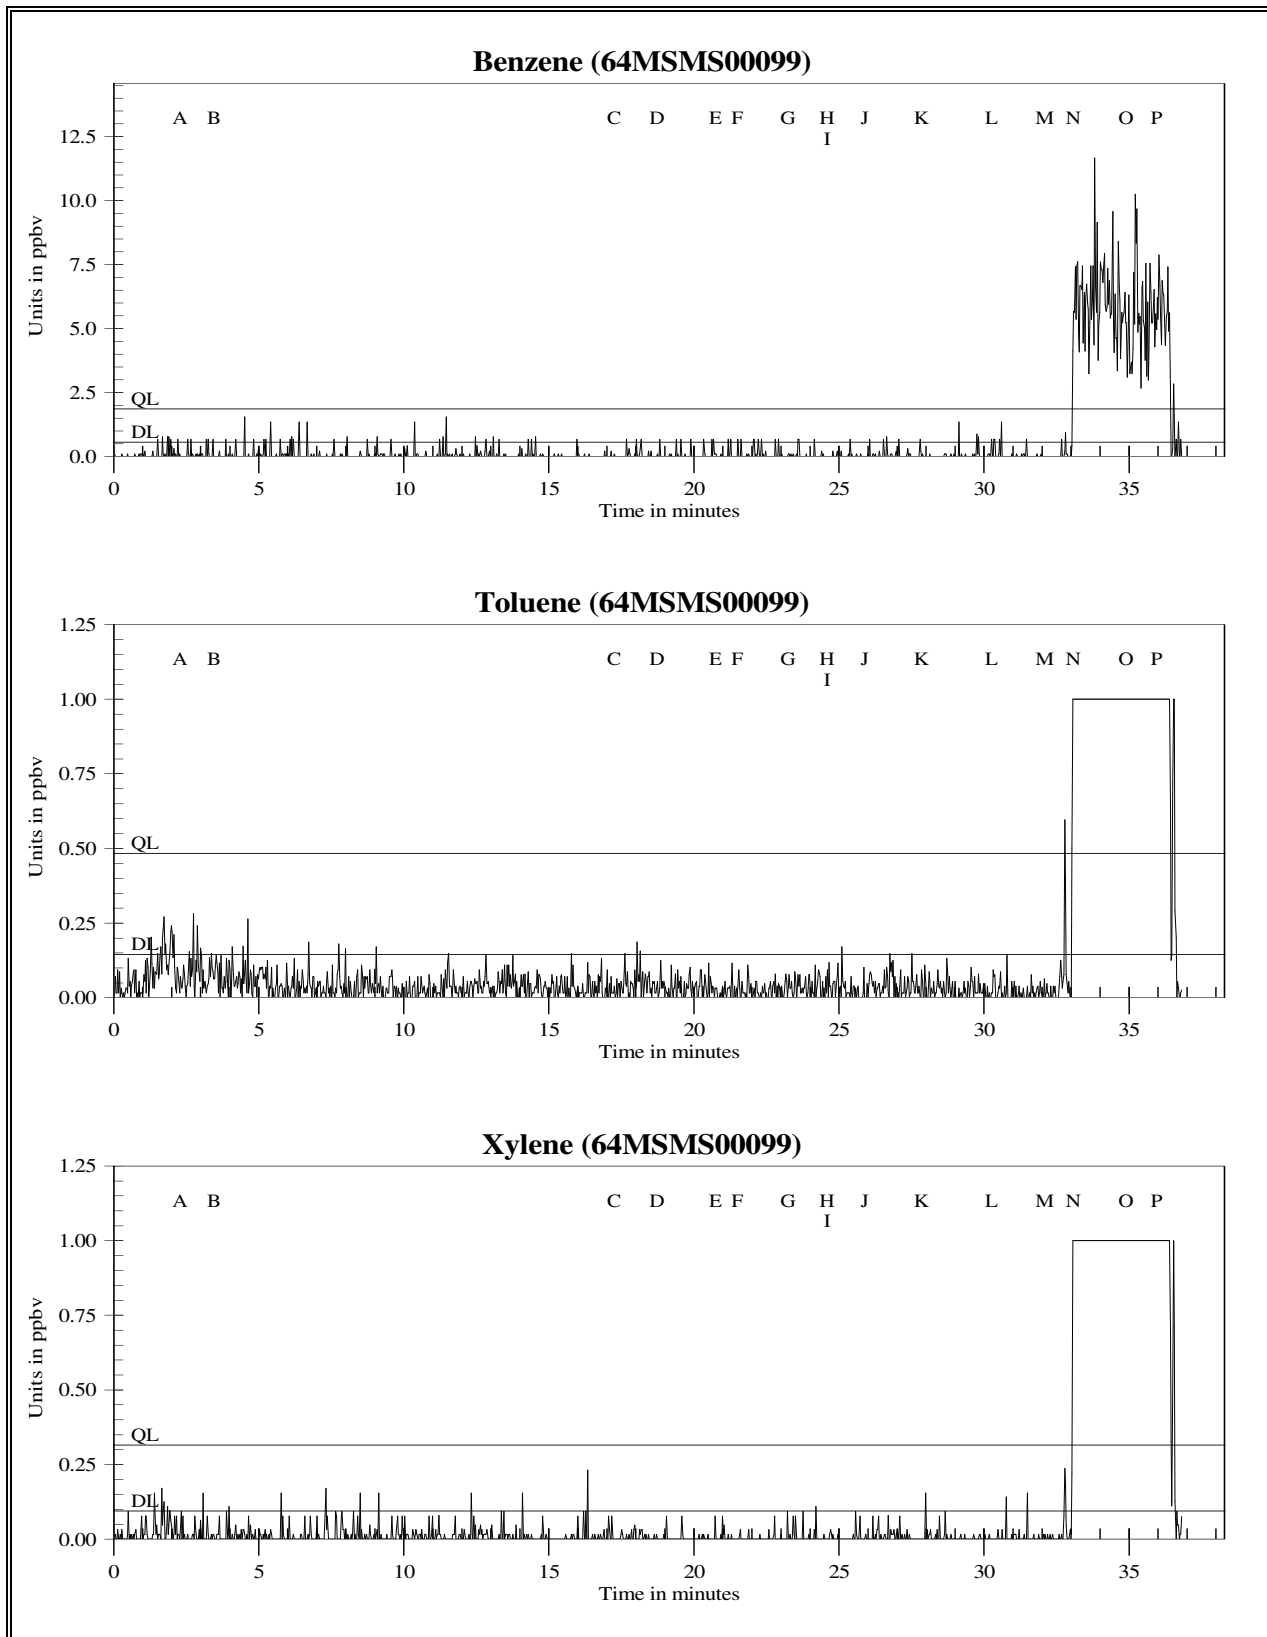 Benzene (64MSMS00099)
A B C D E F G H J K L M N O P
I
12.5
10.0
7.5
5.0
2.5
0.0
Units in ppbv
QL
DL
0 5 10 15 20 25 30 35
Time in minutes
Toluene (64MSMS00099)
1.25
A B C D E F G H J K L M N O P
I
1.00
0.75
0.50
0.25
0.00
Units in ppbv
QL
DL
0 5 10 15 20 25 30 35
Time in minutes
Xylene (64MSMS00099)
1.25
A B C D E F G H J K L M N O P
I
1.00
0.75
0.50
0.25
0.00
Units in ppbv
QL
DL
0 5 10 15 20 25 30 35
Time in minutes